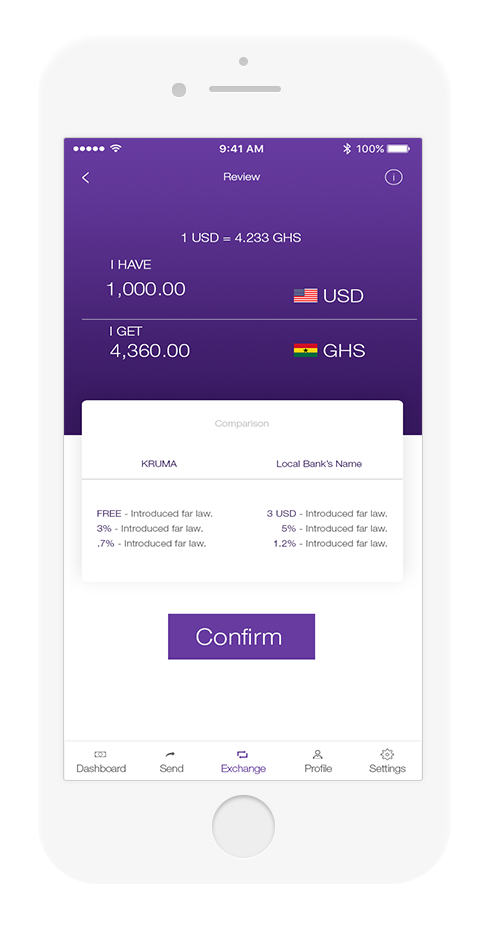 9:41 AM
100%
Review
i
1 USD = 4.233 GHS
I HAVE
1,000.00
USD
I GET
4,360.00
GHS
Comparison
KRUMA
Local Bank's Name
FREE - Introduced far law.
3 USD - Introduced far law.
3% - Introduced far law.
5% - Introduced far law.
.7% - Introduced far law.
1.2% - Introduced far law.
Confirm
Dashboard
Send
Exchange
Profile
Settings